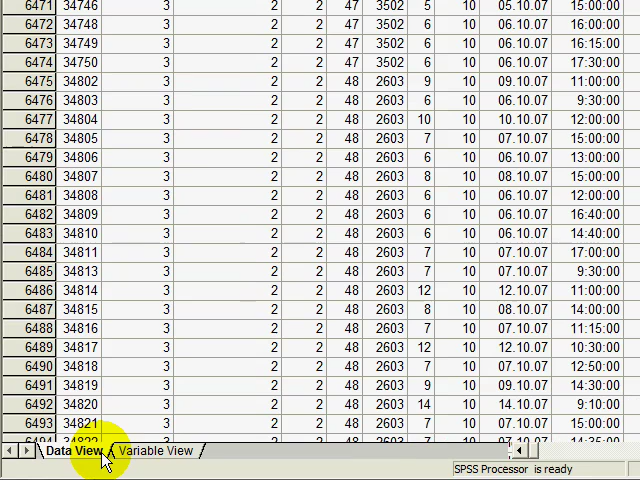 6471 34746 3 2 2 47 3502 5 10 05.10.07 15:00:00
6472 34748 3 2 2 47 3502 6 10 06.10.07 16:00:00
6473 34749 3 2 2 47 3502 6 10 06.10.07 16:15:00
6474 34750 3 2 2 47 3502 6 10 06.10.07 17:30:00
6475 34802 3 2 2 48 2603 9 10 09.10.07 11:00:00
6476 34803 3 2 2 48 2603 6 10 06.10.07 9:30:00
6477 34804 3 2 2 48 2603 10 10 10.10.07 12:00:00
6478 34805 3 2 2 48 2603 7 10 07.10.07 15:00:00
6479 34806 3 2 2 48 2603 6 10 06.10.07 13:00:00
6480 34807 3 2 2 48 2603 8 10 08.10.07 15:00:00
6481 34808 3 2 2 48 2603 6 10 06.10.07 12:00:00
6482 34809 3 2 2 48 2603 6 10 06.10.07 16:40:00
6483 34810 3 2 2 48 2603 6 10 06.10.07 14:40:00
6484 34811 3 2 2 48 2603 7 10 07.10.07 17:00:00
6485 34813 3 2 2 48 2603 7 10 07.10.07 9:30:00
6486 34814 3 2 2 48 2603 12 10 12.10.07 11:00:00
6487 34815 3 2 2 48 2603 8 10 08.10.07 14:00:00
6488 34816 3 2 2 48 2603 7 10 07.10.07 11:15:00
6489 34817 3 2 2 48 2603 12 10 12.10.07 10:30:00
6490 34818 3 2 2 48 2603 7 10 07.10.07 12:50:00
6491 34819 3 2 2 48 2603 9 10 09.10.07 14:30:00
6492 34820 3 2 2 48 2603 14 10 14.10.07 9:10:00
6493 34821 3 2 2 48 2603 7 10 07.10.07 15:00:00
6494 34822 3 2 2 48 2603 7 10 07.10.07 14:35:00
Data View Variable View
SPSS Processor is ready